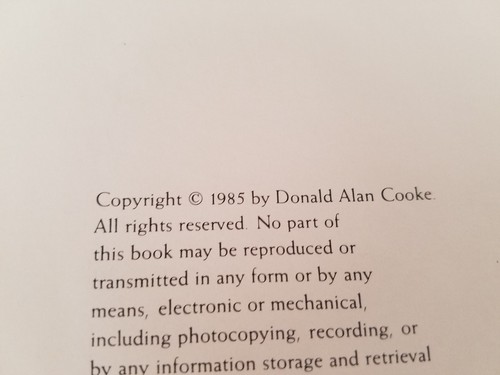 Copyright © 1985 by Donald Alan Cooke.
All rights reserved. No part of
this book may be reproduced or
transmitted in any form or by any
means, electronic or mechanical,
including photocopying, recording, or
by any information storage and retrieval